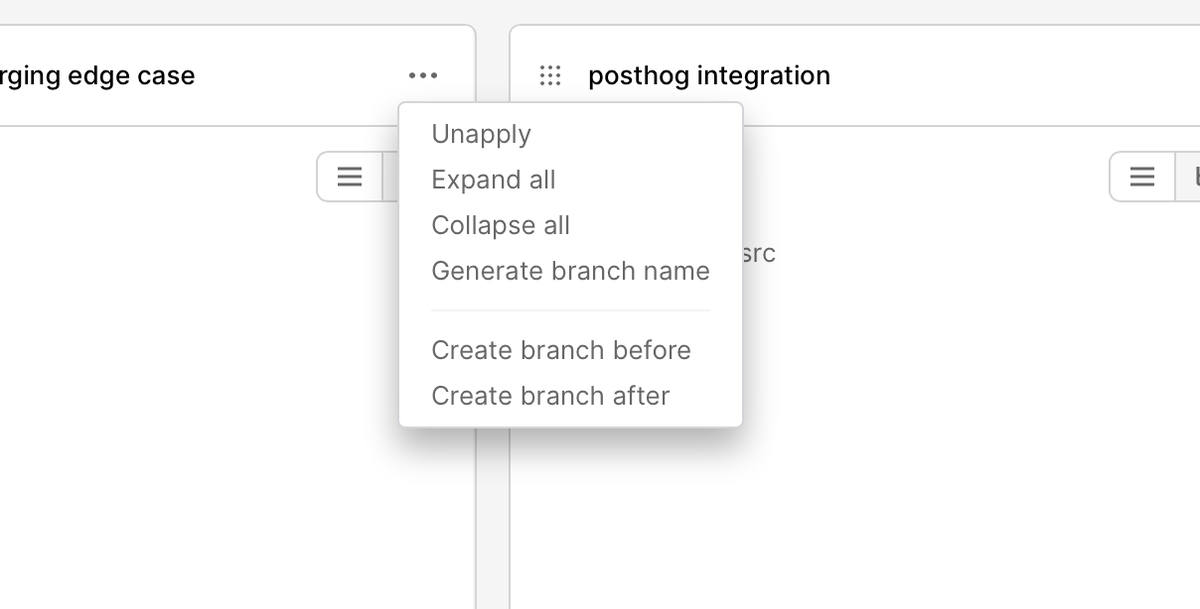 rging edge case
posthog integration
Unapply
Expand all
Collapse all
src
Generate branch name
Create branch before
Create branch after